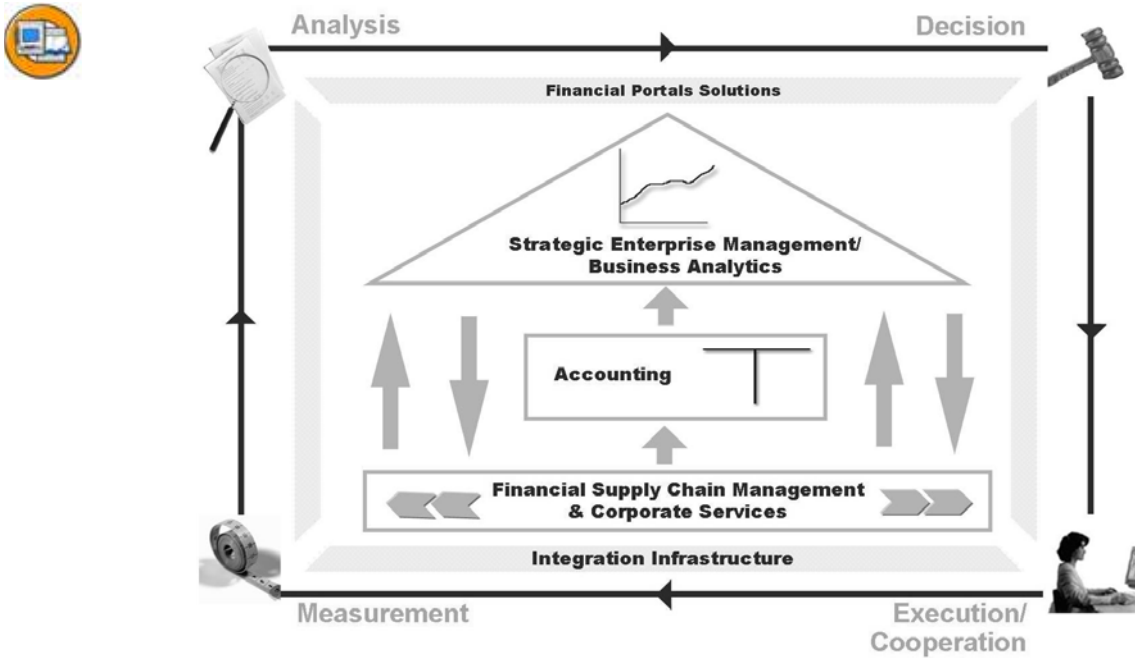 Analysis
Decision
Financial Portals Solutions
Strategic Enterprise Management/
Business Analytics
Accounting
Financial Supply Chain Management
& Corporate Services
Integration Infrastructure
Measurement
Execution/
Cooperation